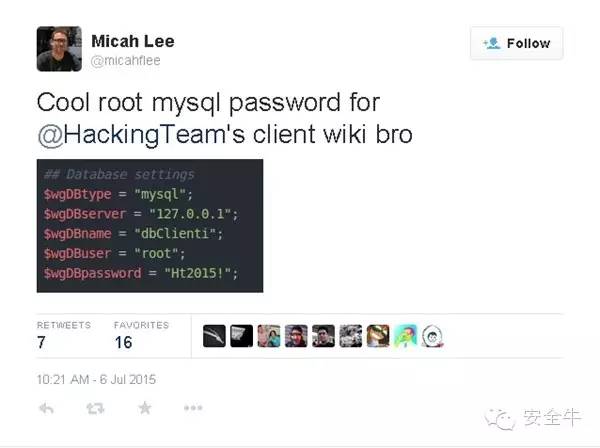 Micah Lee
@micahflee
Follow
Cool root mysql password for
@HackingTeam's client wiki bro
## Database settings
$wgDBtype = "mysql";
$wgDBserver = "127.0.0.1";
$wgDBname = "dbClienti";
$wgDBuser = "root";
$wgDBpassword = "Ht2015!";
RETWEETS FAVORITES
7 16
10:21 AM - 6 Jul 2015
安全牛